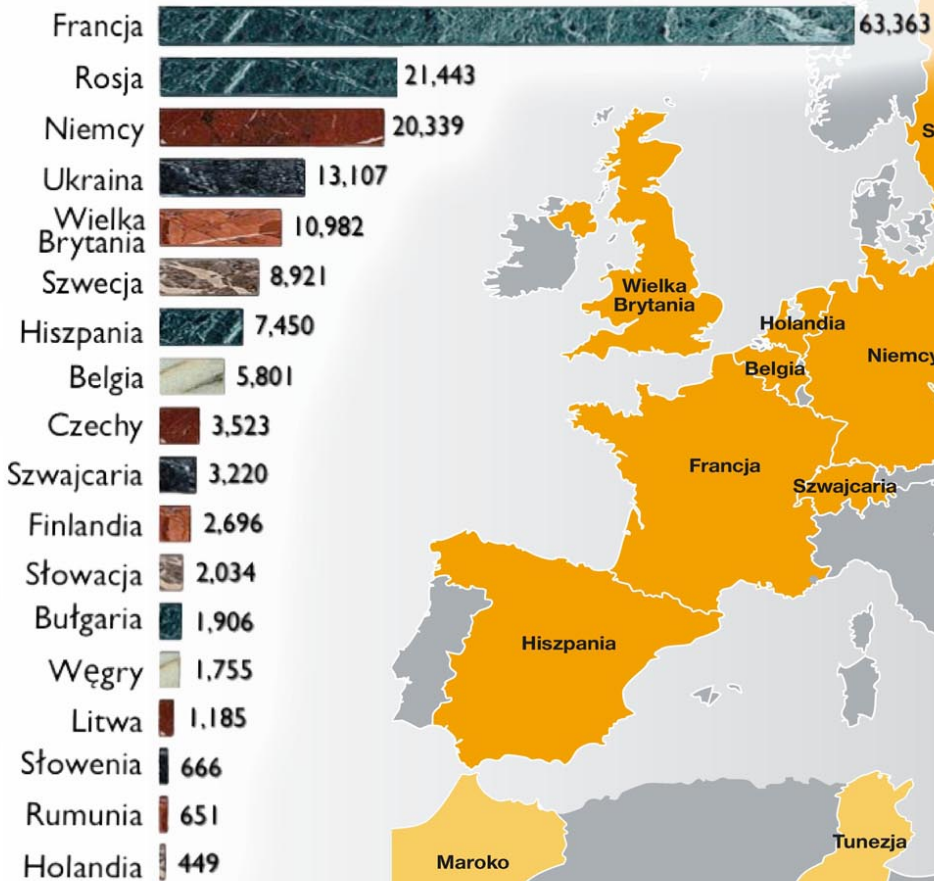 Francja 63,363
Rosja 21,443
Niemcy 20,339
Ukraina 13,107
Wielka
Brytania 10,982
Szwecja 8,921
Hiszpania 7,450
Belgia 5,801
Czechy 3,523
Szwajcaria 3,220
Finlandia 2,696
Słowacja 2,034
Bułgaria 1,906
Węgry 1,755
Litwa 1,185
Słowenia 666
Rumunia 651
Holandia 449
S
Wielka
Brytania
Holandia
Niemcy
Belgia
Francja
Szwajcaria
Hiszpania
Maroko
Tunezja